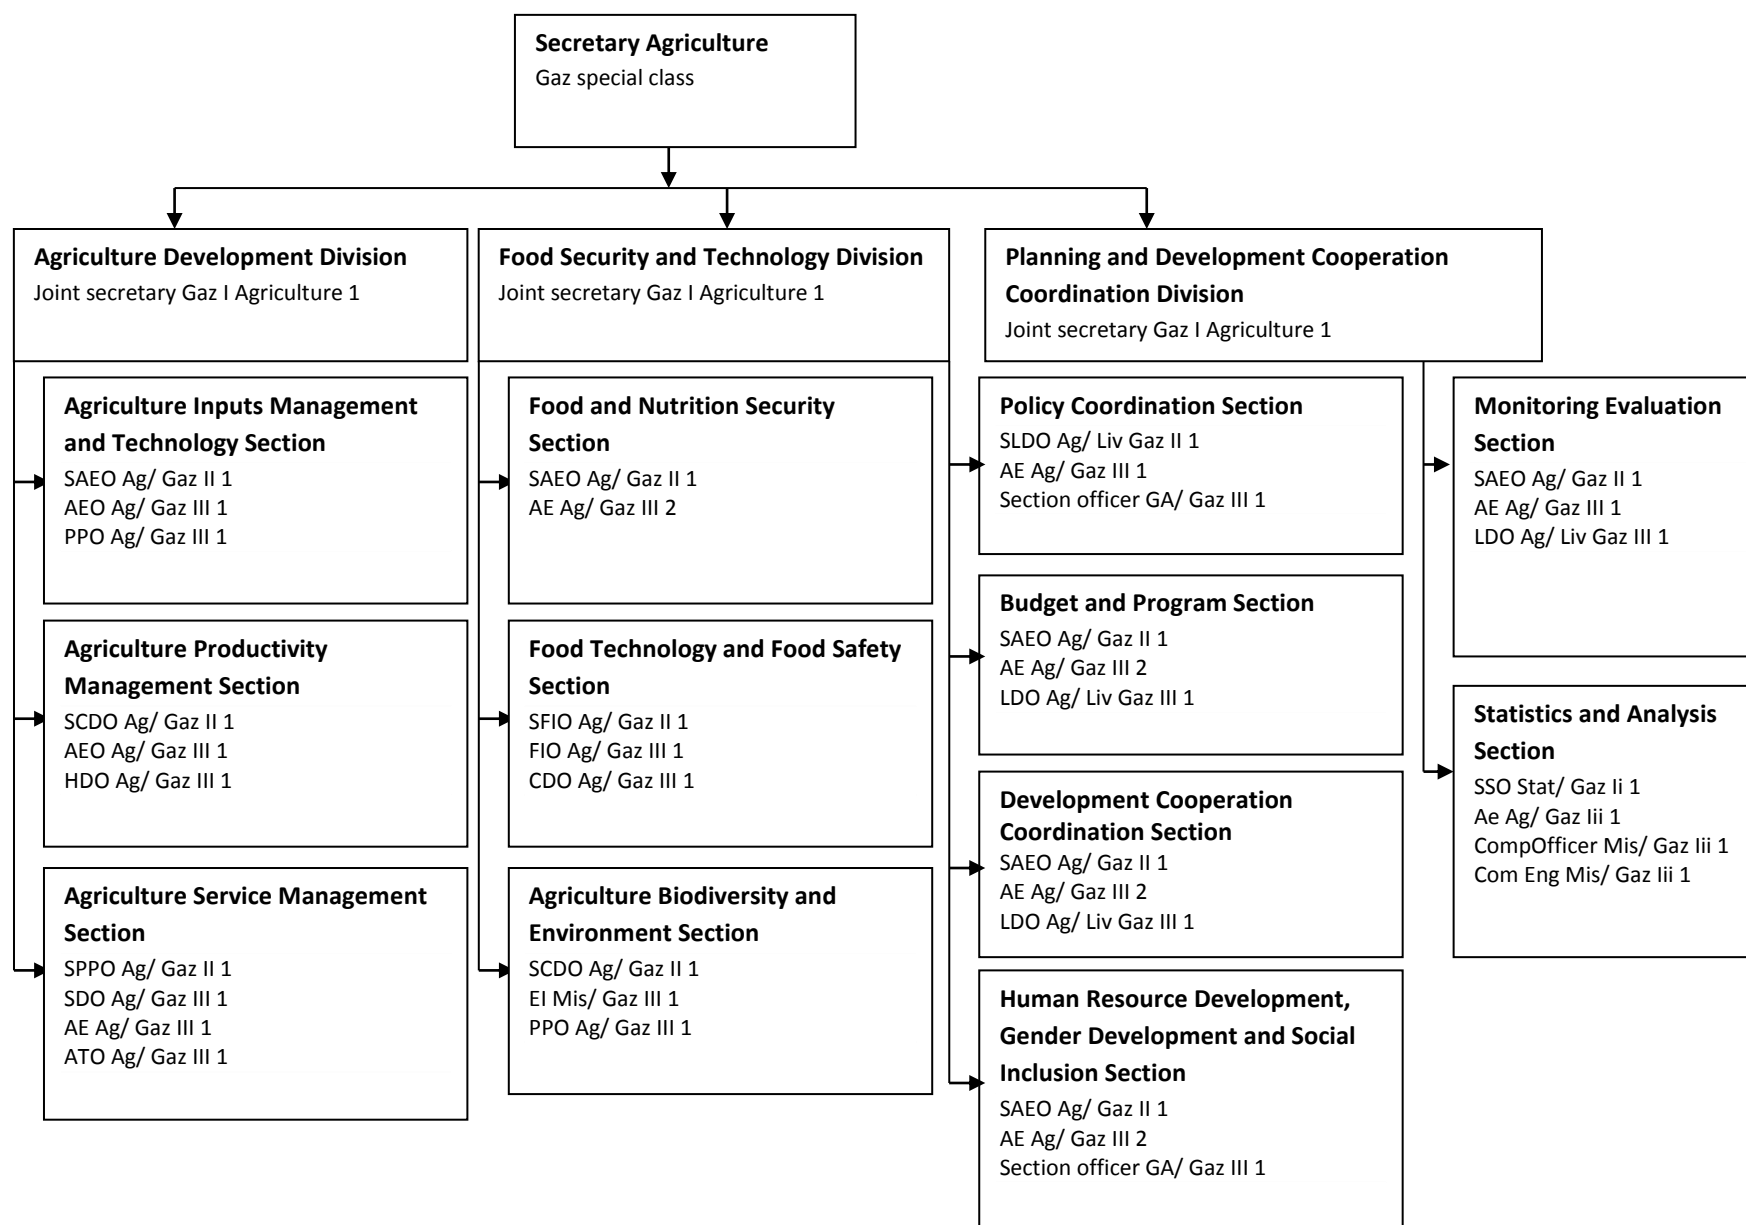 Secretary Agriculture
Gaz special class
Agriculture Development Division
Joint secretary Gaz I Agriculture 1
Food Security and Technology Division
Joint secretary Gaz I Agriculture 1
Planning and Development Cooperation
Coordination Division
Joint secretary Gaz I Agriculture 1
Agriculture Inputs Management
and Technology Section
SAEO Ag/ Gaz II 1
AEO Ag/ Gaz III 1
PPO Ag/ Gaz III 1
Agriculture Productivity
Management Section
SCDO Ag/ Gaz II 1
AEO Ag/ Gaz III 1
HDO Ag/ Gaz III 1
Agriculture Service Management
Section
SPPO Ag/ Gaz II 1
SDO Ag/ Gaz III 1
AE Ag/ Gaz III 1
ATO Ag/ Gaz III 1
Food and Nutrition Security
Section
SAEO Ag/ Gaz II 1
AE Ag/ Gaz III 2
Food Technology and Food Safety
Section
SFIO Ag/ Gaz II 1
FIO Ag/ Gaz III 1
CDO Ag/ Gaz III 1
Agriculture Biodiversity and
Environment Section
SCDO Ag/ Gaz II 1
EI Mis/ Gaz III 1
PPO Ag/ Gaz III 1
Policy Coordination Section
SLDO Ag/ Liv Gaz II 1
AE Ag/ Gaz III 1
Section officer GA/ Gaz III 1
Budget and Program Section
SAEO Ag/ Gaz II 1
AE Ag/ Gaz III 2
LDO Ag/ Liv Gaz III 1
Development Cooperation
Coordination Section
SAEO Ag/ Gaz II 1
AE Ag/ Gaz III 2
LDO Ag/ Liv Gaz III 1
Human Resource Development,
Gender Development and Social
Inclusion Section
SAEO Ag/ Gaz II 1
AE Ag/ Gaz III 2
Section officer GA/ Gaz III 1
Monitoring Evaluation
Section
SAEO Ag/ Gaz II 1
AE Ag/ Gaz III 1
LDO Ag/ Liv Gaz III 1
Statistics and Analysis
Section
SSO Stat/ Gaz Ii 1
Ae Ag/ Gaz Iii 1
CompOfficer Mis/ Gaz Iii 1
Com Eng Mis/ Gaz Iii 1